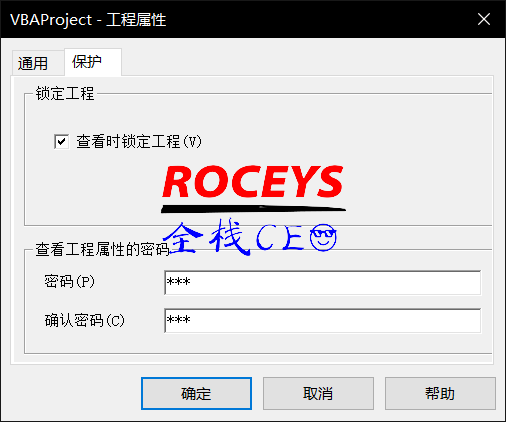 VBAProject - 工程属性
通用 保护
锁定工程
查看时锁定工程(V)
ROCEYS
全栈CEO
查看工程属性的密码
密码(P) ***
确认密码(C) ***
确定 取消 帮助